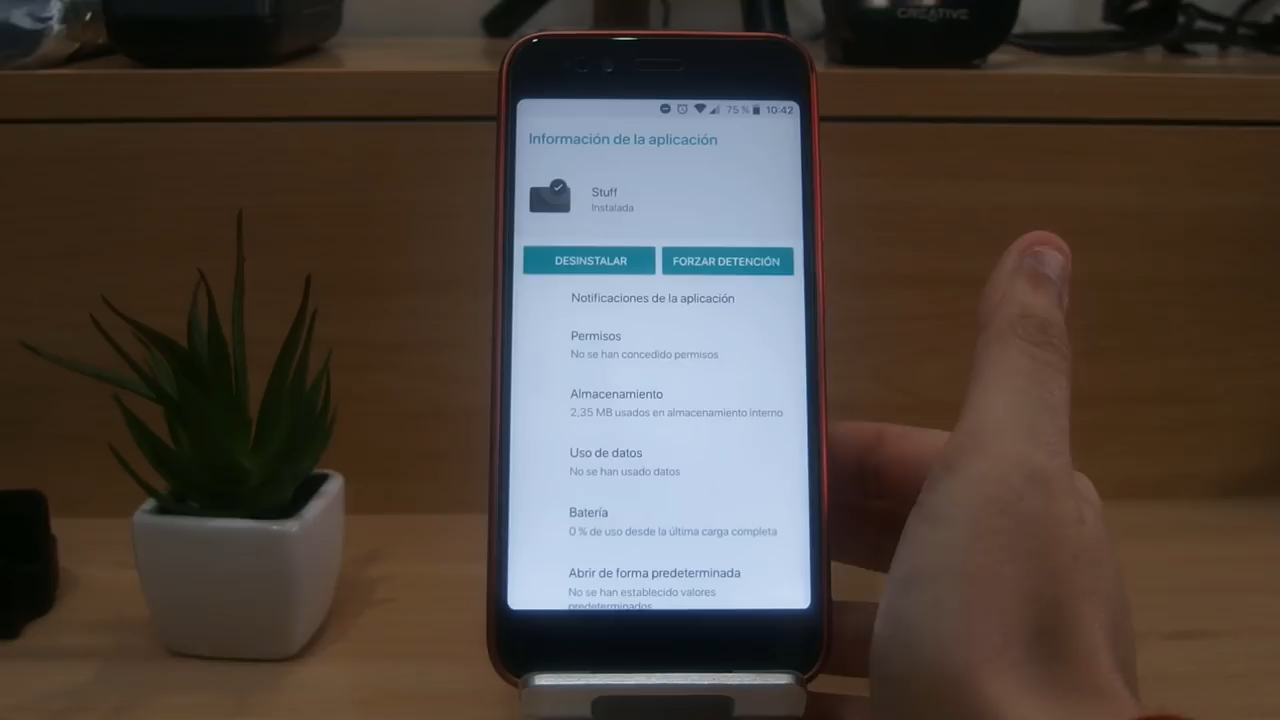 CREATIVE
75 % 10:42
Información de la aplicación
Stuff
Instalada
DESINSTALAR
FORZAR DETENCIÓN
Notificaciones de la aplicación
Permisos
No se han concedido permisos
Almacenamiento
2,35 MB usados en almacenamiento interno
Uso de datos
No se han usado datos
Batería
0 % de uso desde la última carga completa
Abrir de forma predeterminada
No se han establecido valores
predeterminados